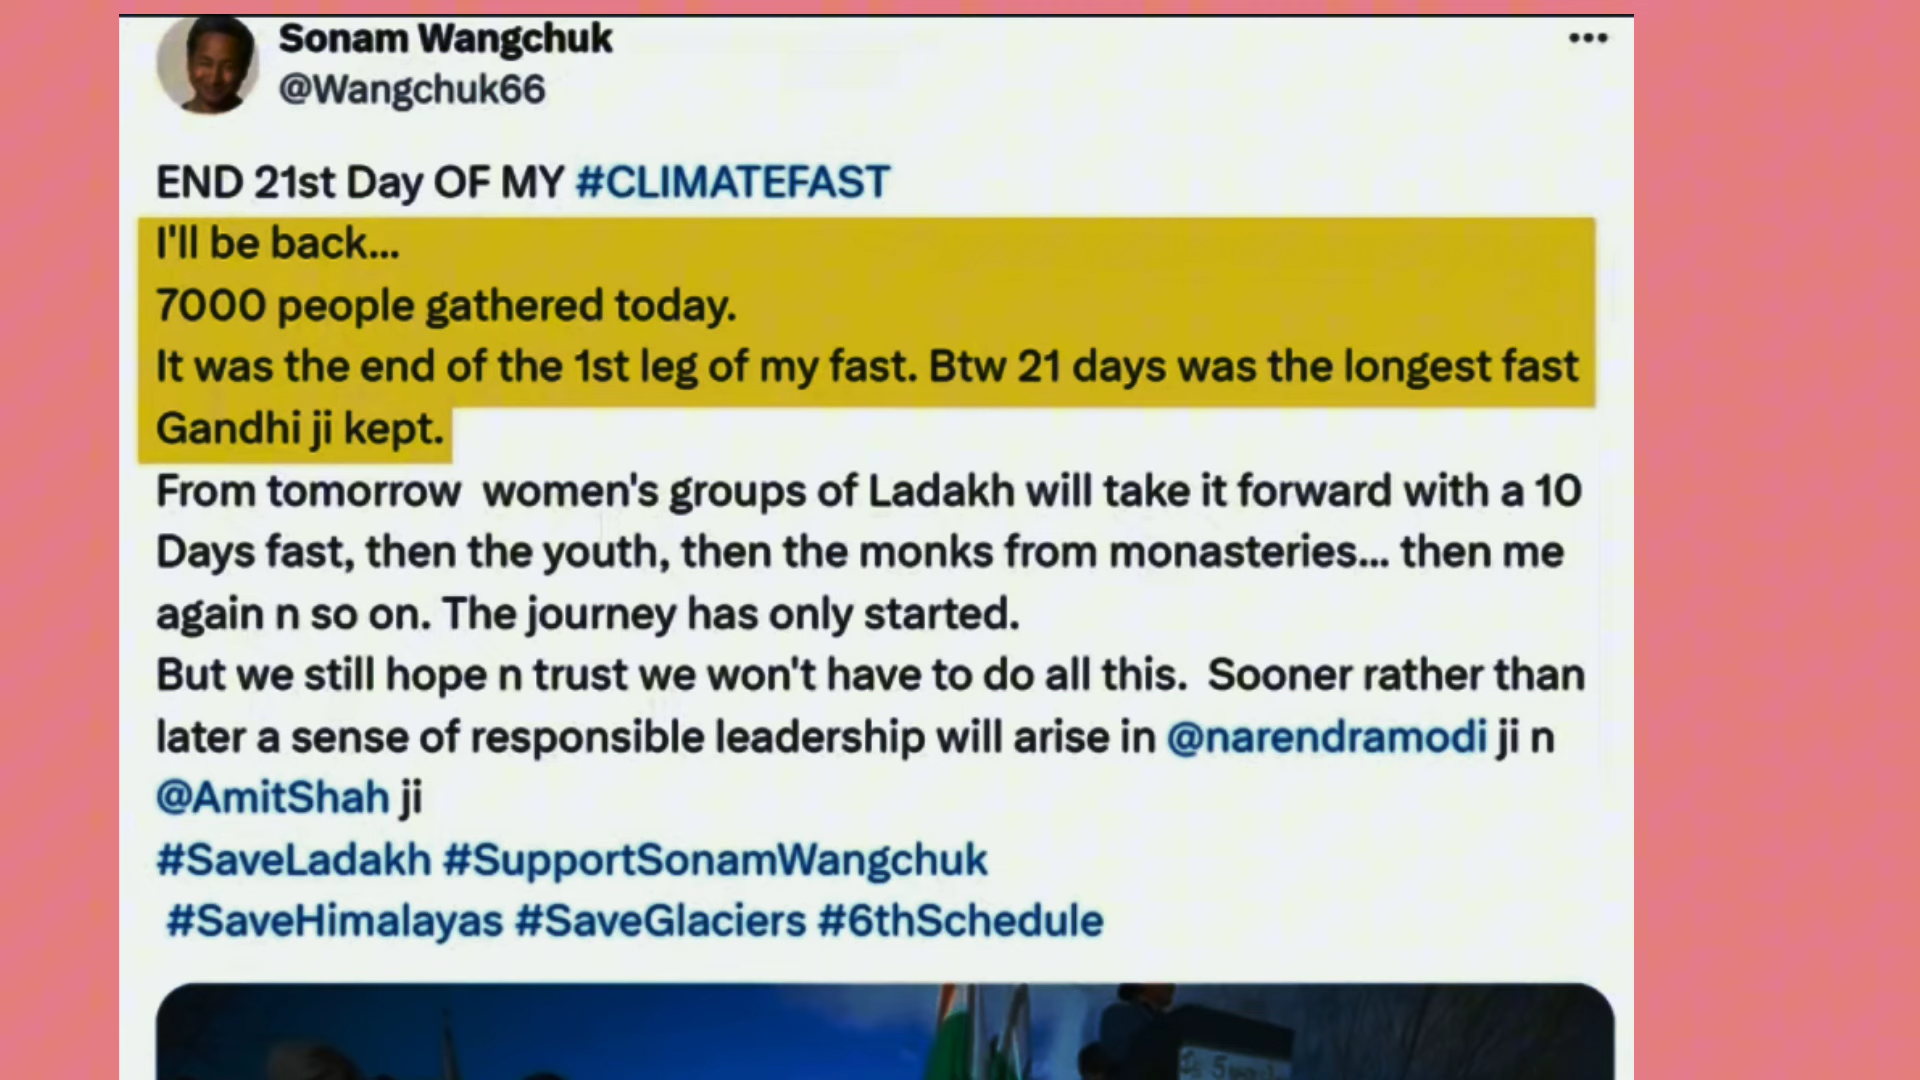 Sonam Wangchuk
@Wangchuk66
END 21st Day OF MY #CLIMATEFAST
I'll be back...
7000 people gathered today.
It was the end of the 1st leg of my fast. Btw 21 days was the longest fast
Gandhi ji kept.
From tomorrow  women's groups of Ladakh will take it forward with a 10
Days fast, then the youth, then the monks from monasteries... then me
again n so on. The journey has only started.
But we still hope n trust we won't have to do all this.  Sooner rather than
later a sense of responsible leadership will arise in @narendramodi ji n
@AmitShah ji
#SaveLadakh #SupportSonamWangchuk
#SaveHimalayas #SaveGlaciers #6thSchedule